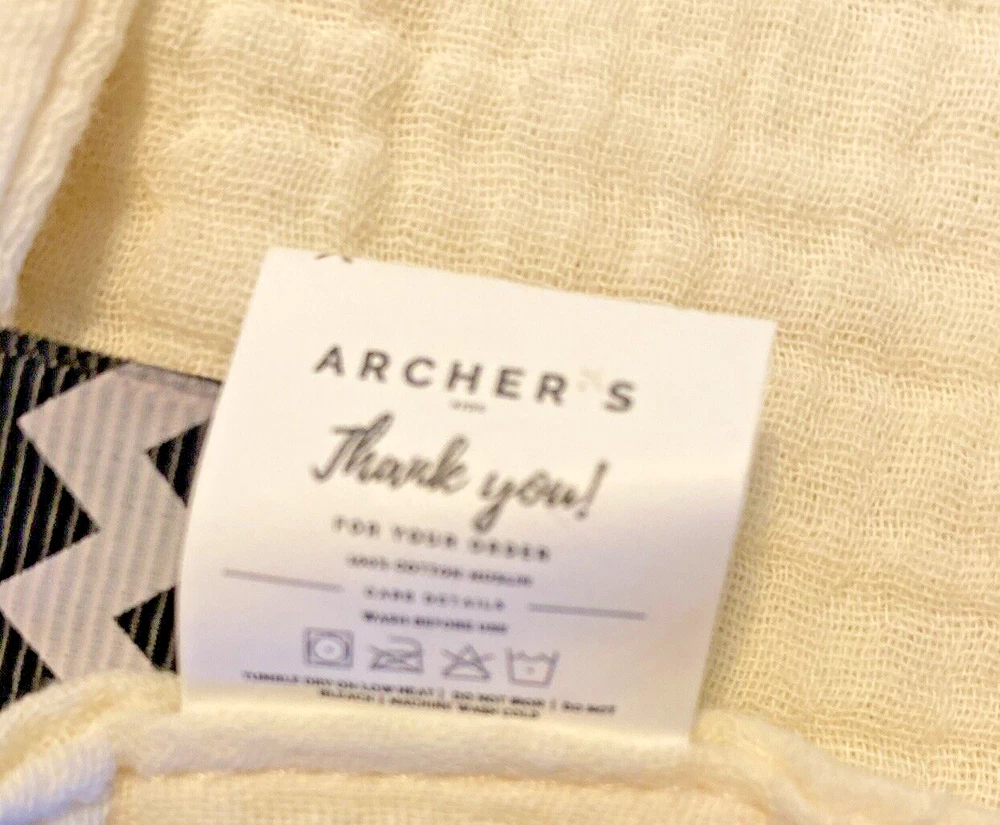 ARCHER'S
Thank you!
FOR YOUR ORDER
100% COTTON MUSLIN
CARE DETAILS
WASH BEFORE USE
TUMBLE DRY ON LOW HEAT | DO NOT IRON | DO NOT
BLEACH | MACHINE WASH COLD